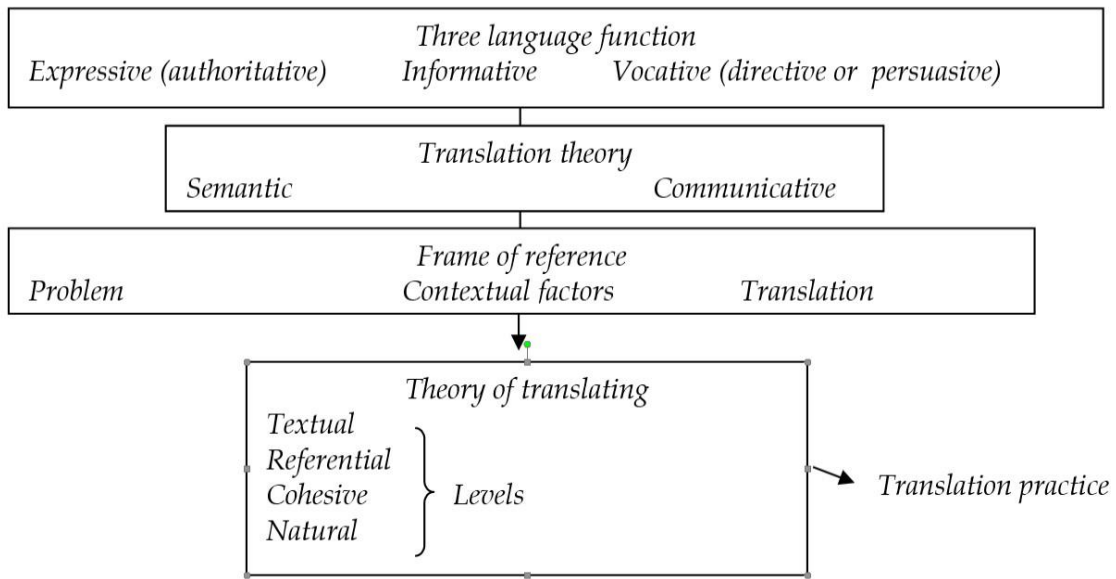 Three language function
Expressive (authoritative) Informative Vocative (directive or persuasive)
Translation theory
Semantic Communicative
Frame of reference
Problem Contextual factors Translation
Theory of translating
Textual
Referential
Cohesive
Natural
Levels
Translation practice